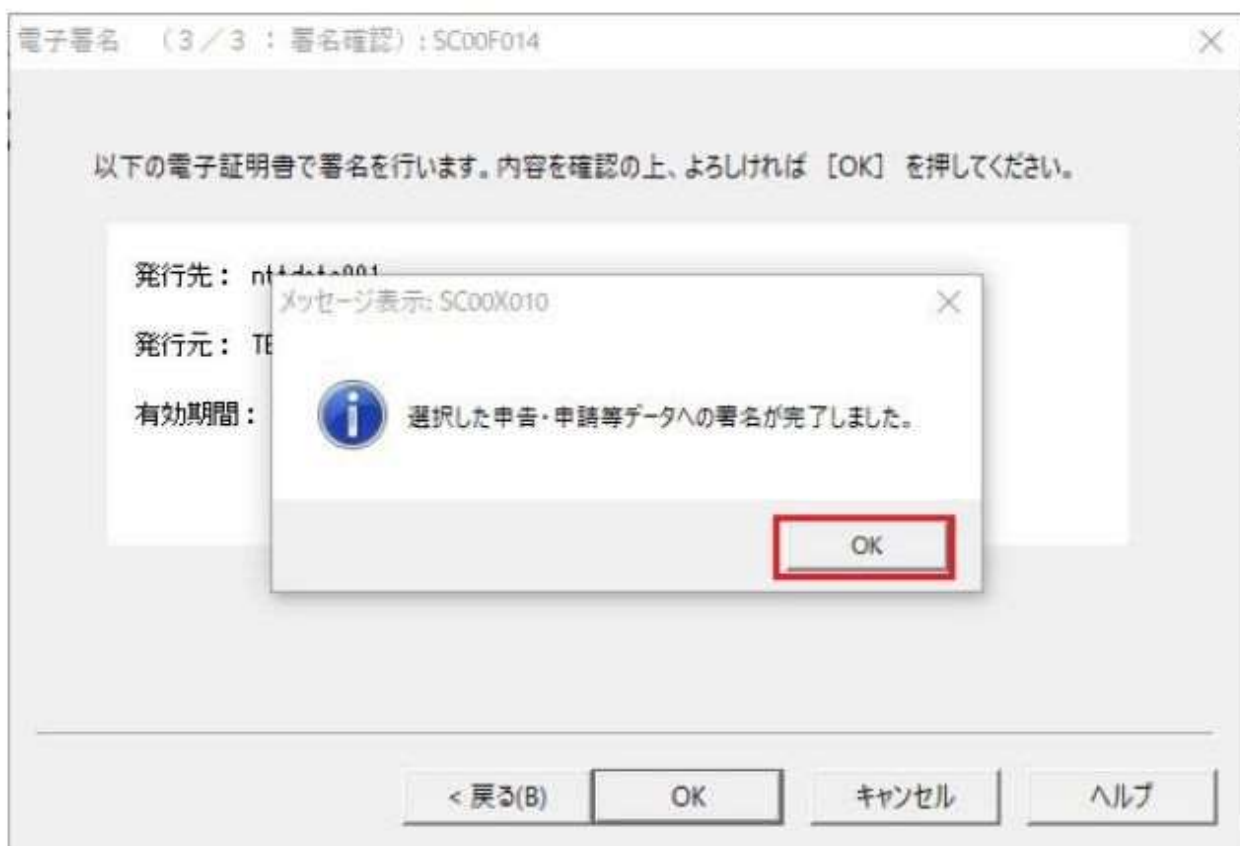 電子署名 (3/3:署名確認):SC00F014
以下の電子証明書で署名を行います。内容を確認の上、よろしければ [OK] を押してください。
発行先:
メッセージ表示: SC00X010
発行元:
有効期間:
選択した申告・申請等データへの署名が完了しました。
OK
< 戻る(B)
OK
キャンセル
ヘルプ